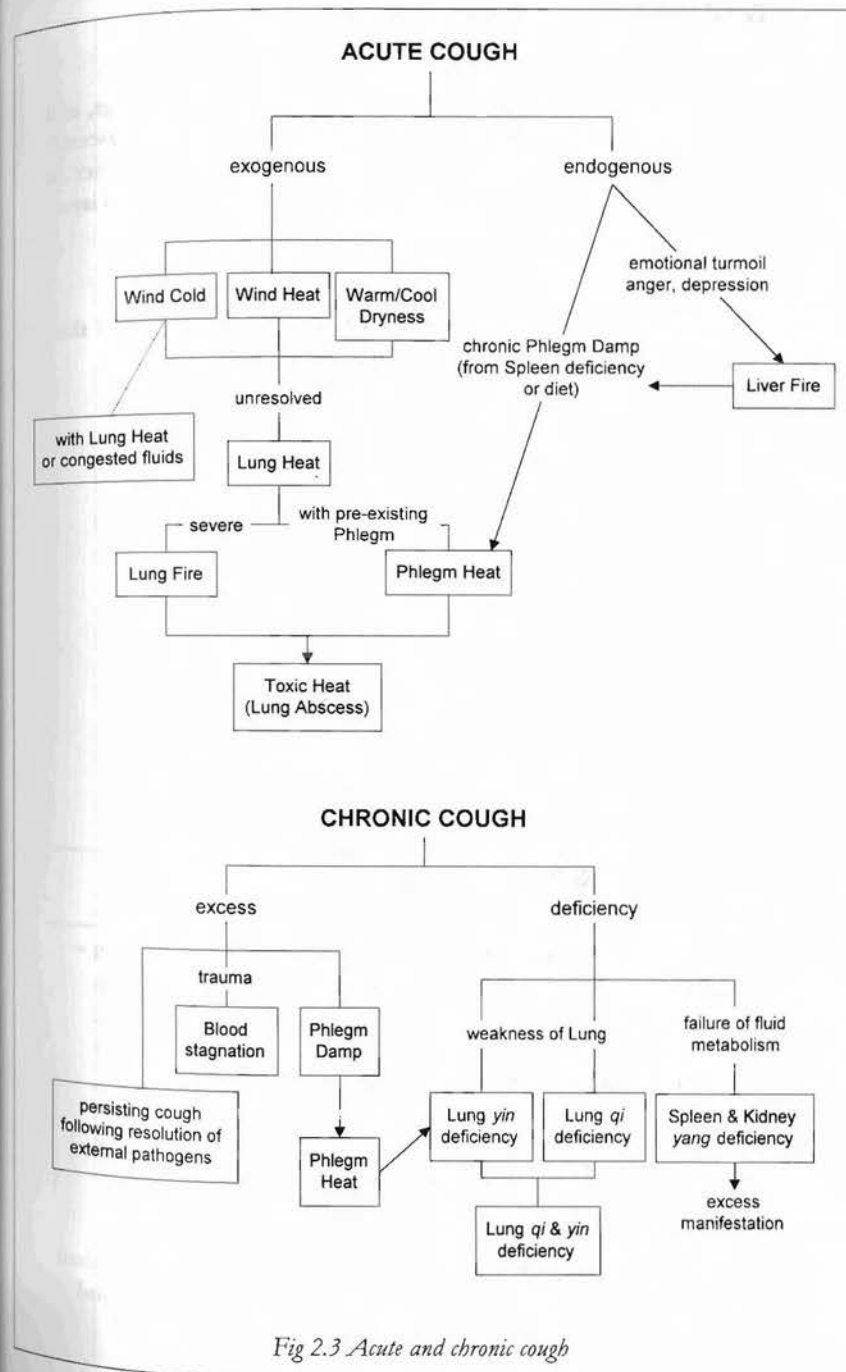 ACUTE COUGH
exogenous
endogenous
emotional turmoil
anger, depression
Wind Cold
Wind Heat
Warm/Cool
Dryness
chronic Phlegm Damp
(from Spleen deficiency
or diet)
Liver Fire
unresolved
with Lung Heat
or congested fluids
Lung Heat
severe
with pre-existing
Phlegm
Lung Fire
Phlegm Heat
Toxic Heat
(Lung Abscess)
CHRONIC COUGH
excess
deficiency
trauma
Blood
stagnation
Phlegm
Damp
weakness of Lung
failure of fluid
metabolism
persisting cough
following resolution of
external pathogens
Phlegm
Heat
Lung yin
deficiency
Lung qi
deficiency
Spleen & Kidney
yang deficiency
Lung qi & yin
deficiency
excess
manifestation
Fig 2.3 Acute and chronic cough